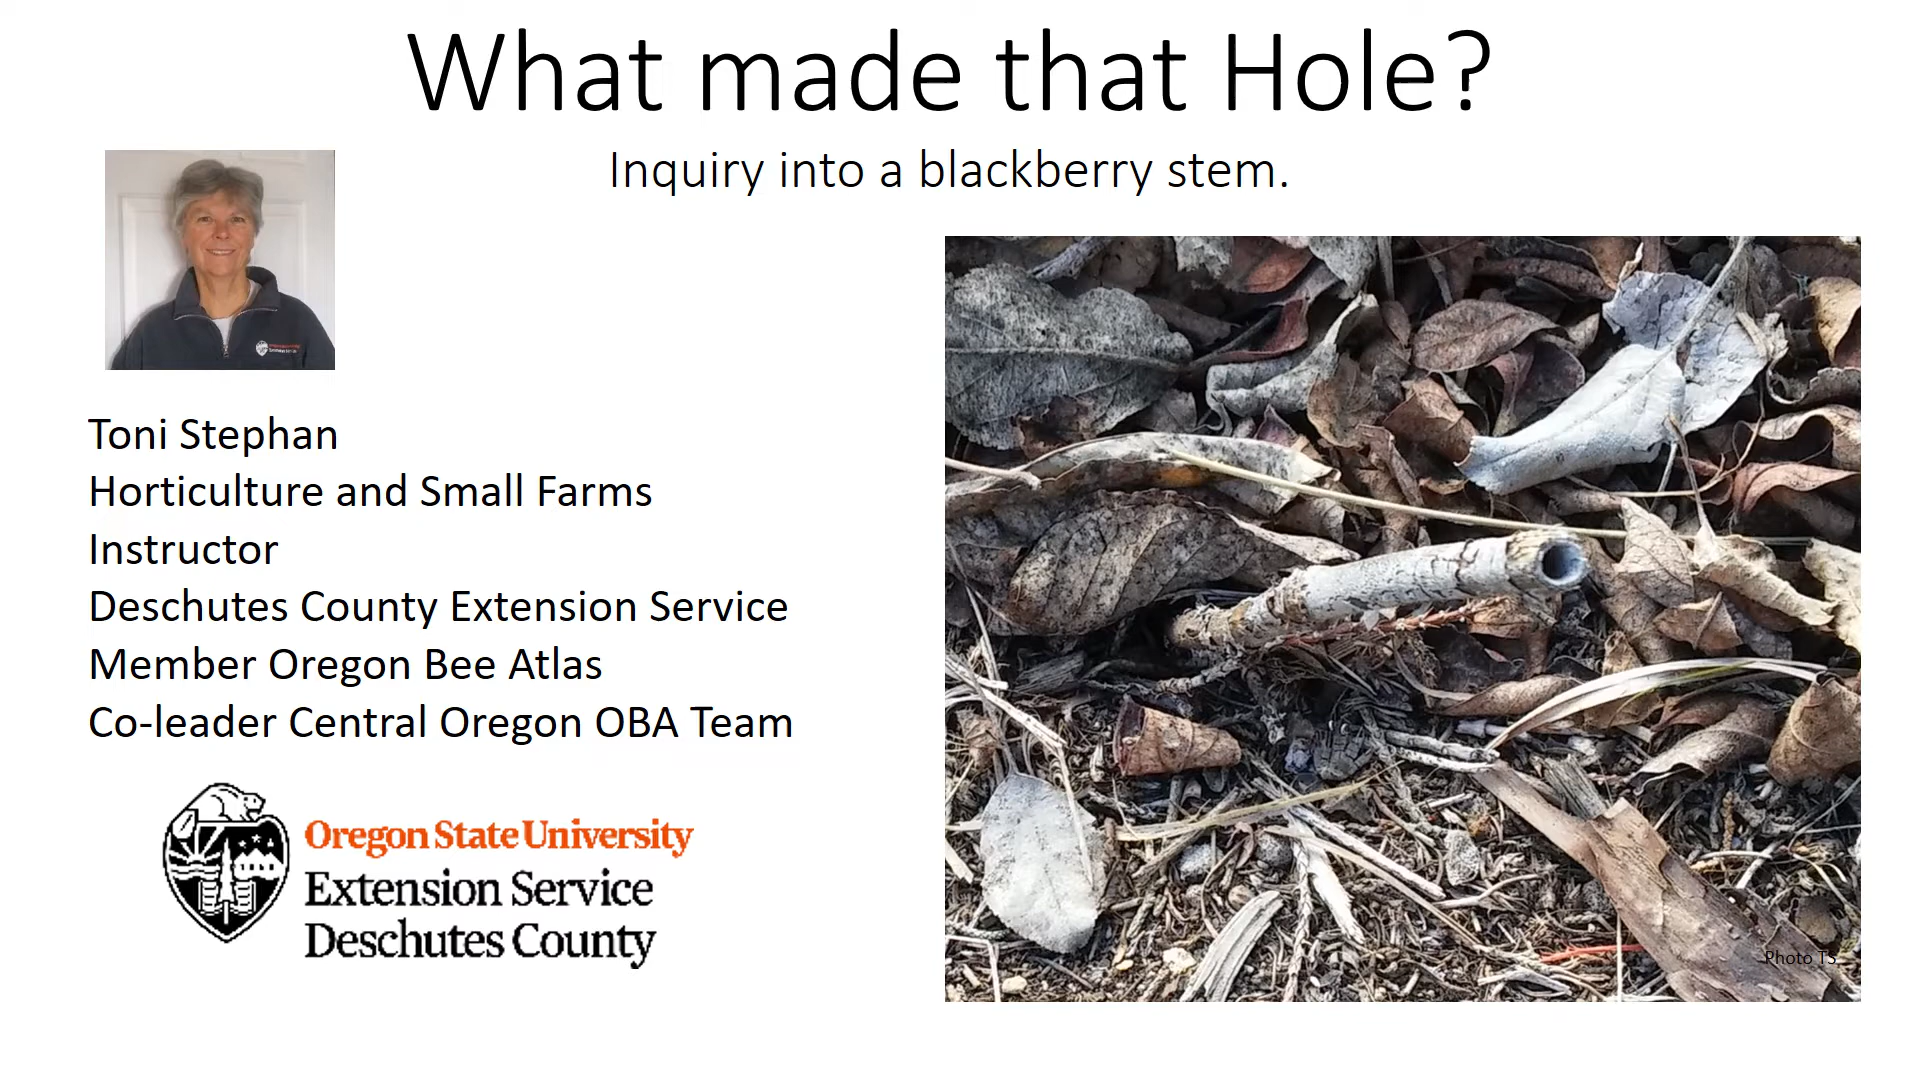 What made that Hole?
Inquiry into a blackberry stem.
Toni Stephan
Horticulture and Small Farms
Instructor
Deschutes County Extension Service
Member Oregon Bee Atlas
Co-leader Central Oregon OBA Team
Oregon State University
Extension Service
Deschutes County
Photo TS